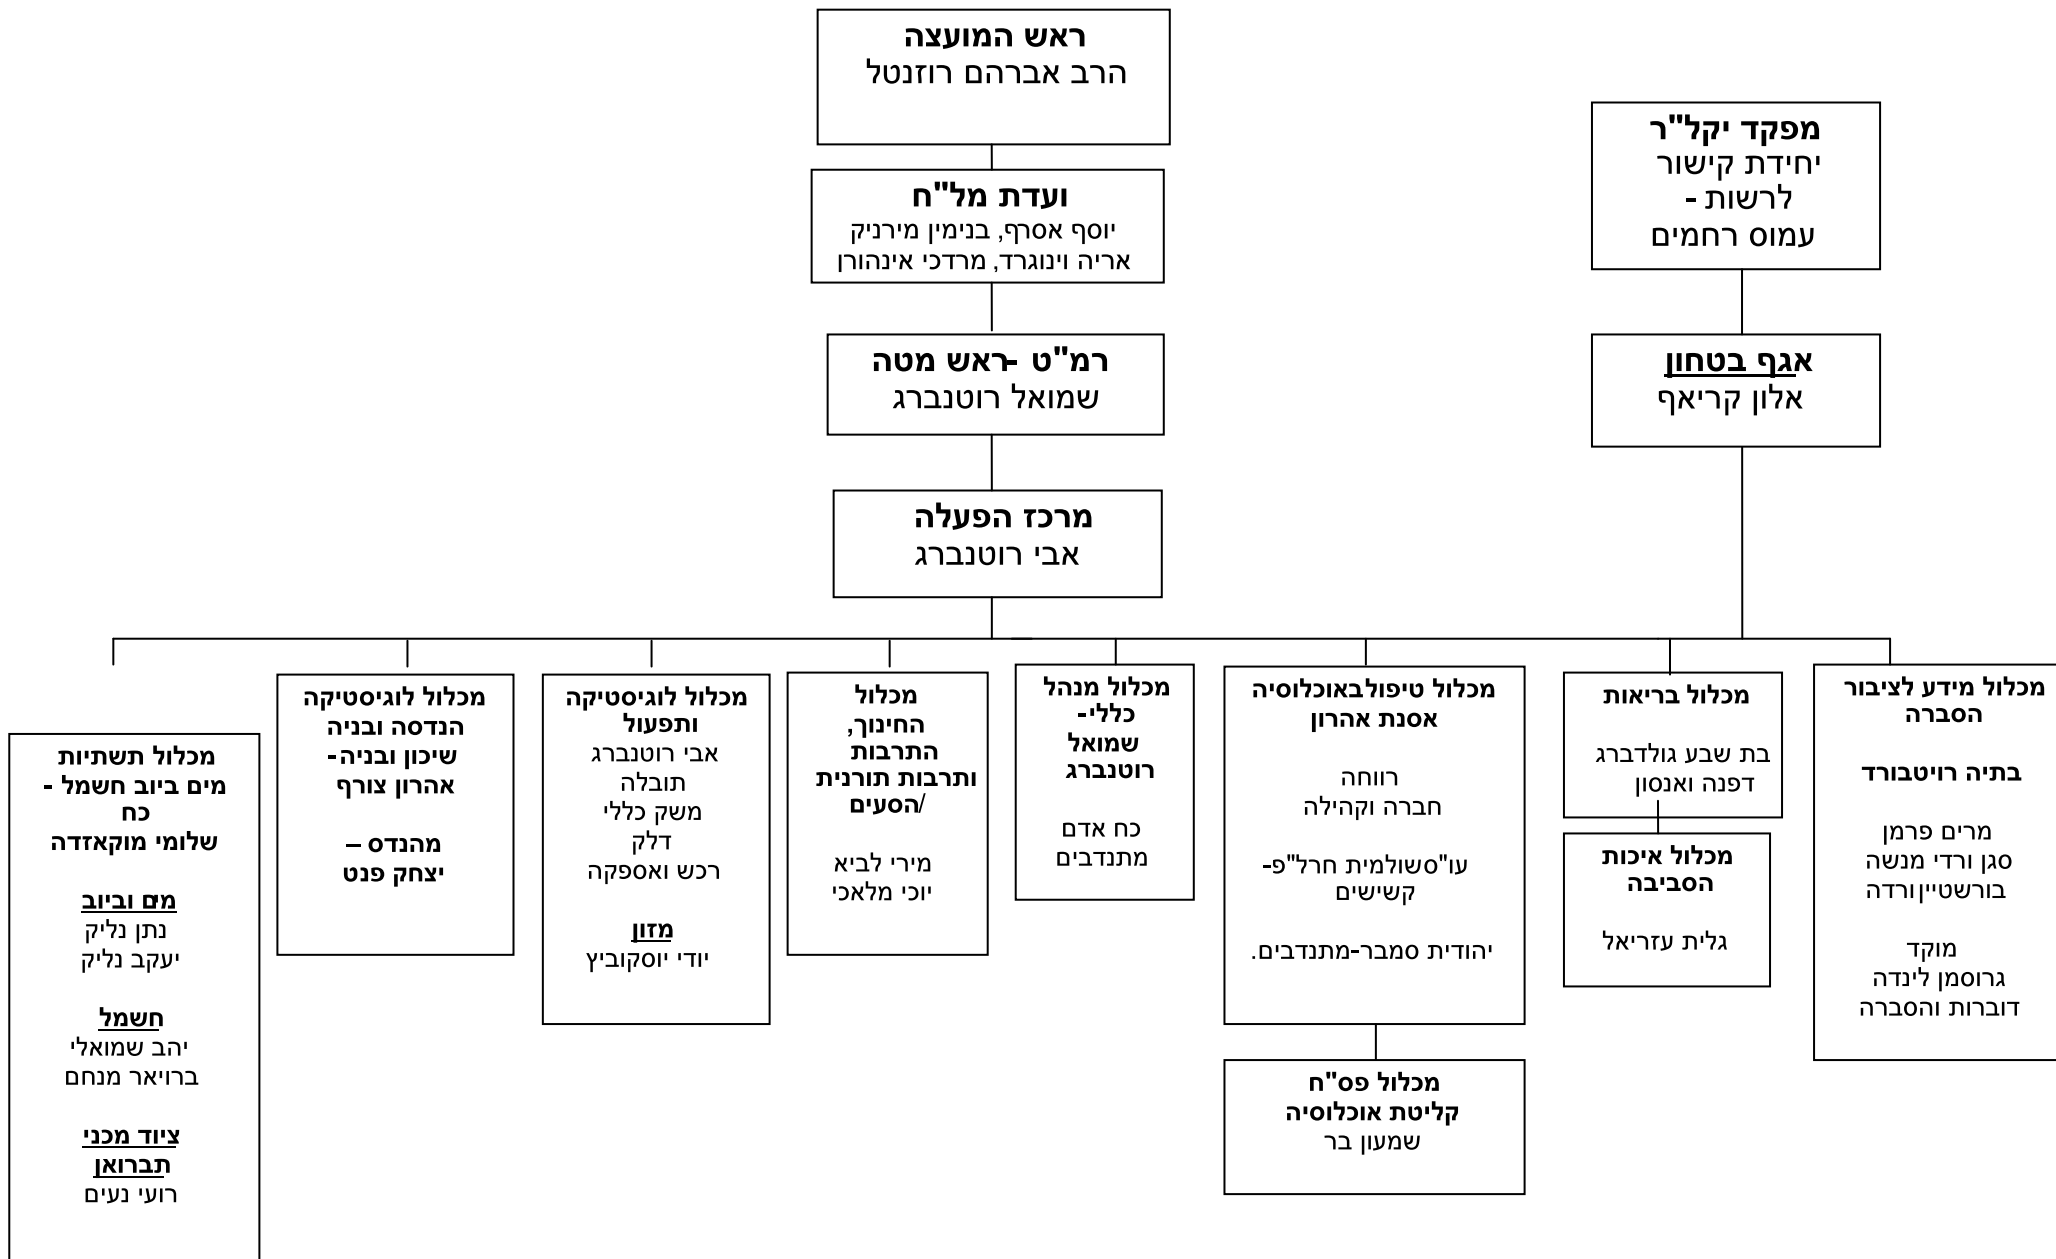 ראש המועצה
הרב אברהם רוזנטל
מפקד יקל"ר
יחידת קישור
לרשות -
עמוס רחמים
ועדת מל"ח
יוסף אסרף, בנימין מירניק
אריה וינוגרד, מרדכי אינהורן
רמ"ט -ראש מטה
שמואל רוטנברג
אגף בטחון
אלון קריאף
מרכז הפעלה
אבי רוטנברג
מכלול מידע לציבור
הסברה
בתיה רויטבורד
מרים פרמן
סגן ורדי מנשה
בורשטיין ורדה
מוקד
גרוסמן לינדה
דוברות והסברה
מכלול בריאות
בת שבע גולדברג
דפנה ואנסון
מכלול איכות
הסביבה
גלית עזריאל
מכלול טיפול באוכלוסיה
אסנת אהרון
רווחה
חברה וקהילה
עו"סשולמית חרל"פ-
קשישים
יהודית סמבר-מתנדבים.
מכלול פס"ח
קליטת אוכלוסיה
שמעון בר
מכלול מנהל
כללי-
שמואל
רוטנברג
כח אדם
מתנדבים
מכלול
החינוך,
התרבות
ותרבות תורנית
/הסעים
מירי לביא
יוכי מלאכי
מכלול לוגיסטיקה
ותפעול
אבי רוטנברג
תובלה
משק כללי
דלק
רכש ואספקה
מזון
יודי יוסקוביץ
מכלול לוגיסטיקה
הנדסה ובניה
שיכון ובניה-
אהרון צורף
מהנדס –
יצחק פנט
מכלול תשתיות
מים ביוב חשמל -
כח
שלומי מוקאזדה
מים וביוב
נתן נליק
יעקב נליק
חשמל
יהב שמואלי
ברויאר מנחם
ציוד מכני
תברואן
רועי נעים